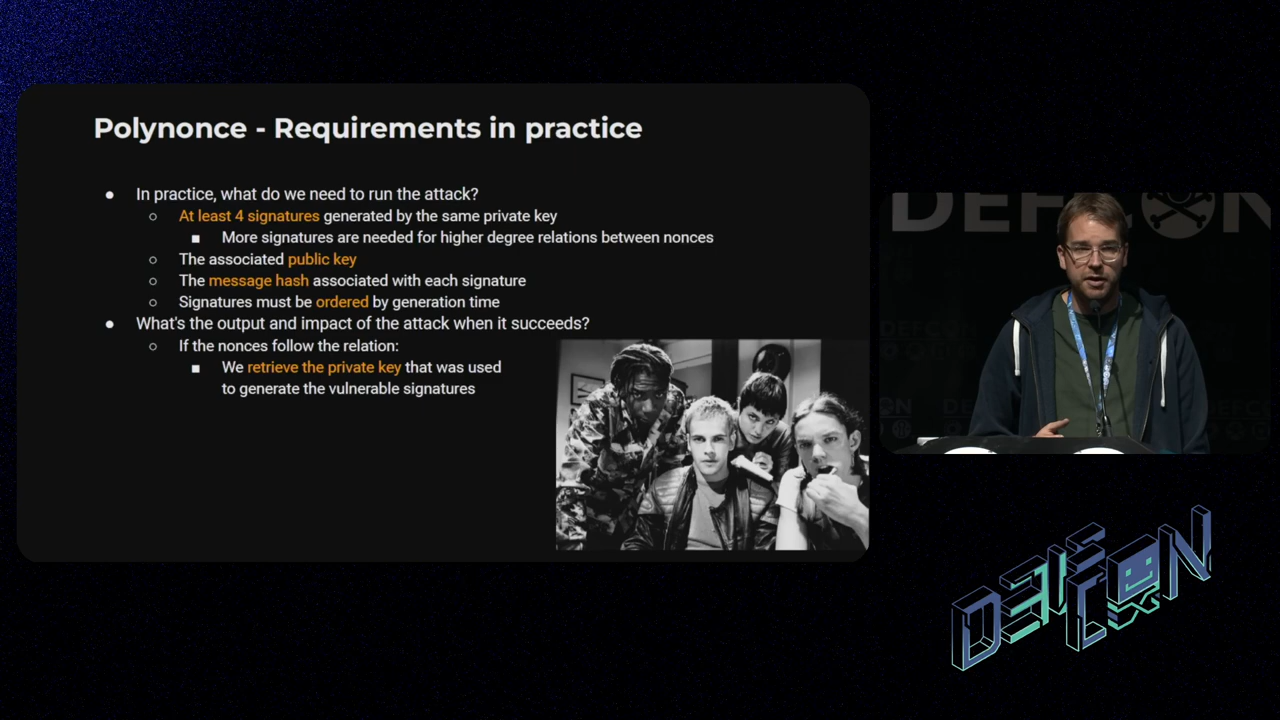 Polynonce - Requirements in practice
● In practice, what do we need to run the attack?
○ At least 4 signatures generated by the same private key
■ More signatures are needed for higher degree relations between nonces
○ The associated public key
○ The message hash associated with each signature
○ Signatures must be ordered by generation time
● What's the output and impact of the attack when it succeeds?
○ If the nonces follow the relation:
■ We retrieve the private key that was used
to generate the vulnerable signatures
DEFCON
DEFCON